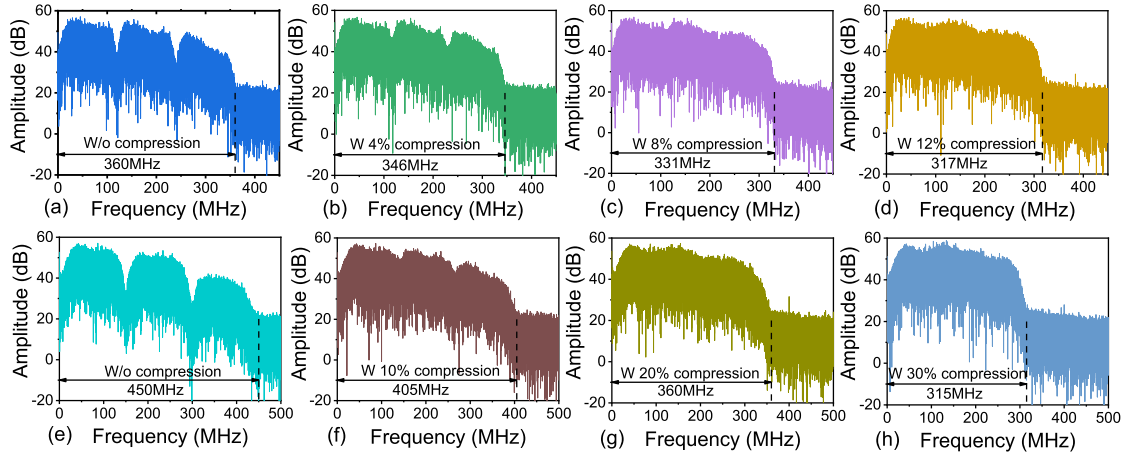 Amplitude (dB)
60
40
20
0
-20
W/o compression
360MHz
0 100 200 300 400
(a) Frequency (MHz)
Amplitude (dB)
60
40
20
0
-20
W 4% compression
346MHz
0 100 200 300 400
(b) Frequency (MHz)
Amplitude (dB)
60
40
20
0
-20
W 8% compression
331MHz
0 100 200 300 400
(c) Frequency (MHz)
Amplitude (dB)
60
40
20
0
-20
W 12% compression
317MHz
0 100 200 300 400
(d) Frequency (MHz)
Amplitude (dB)
60
40
20
0
-20
W/o compression
450MHz
0 100 200 300 400 500
(e) Frequency (MHz)
Amplitude (dB)
60
40
20
0
-20
W 10% compression
405MHz
0 100 200 300 400 500
(f) Frequency (MHz)
Amplitude (dB)
60
40
20
0
-20
W 20% compression
360MHz
0 100 200 300 400 500
(g) Frequency (MHz)
Amplitude (dB)
60
40
20
0
-20
W 30% compression
315MHz
0 100 200 300 400 500
(h) Frequency (MHz)